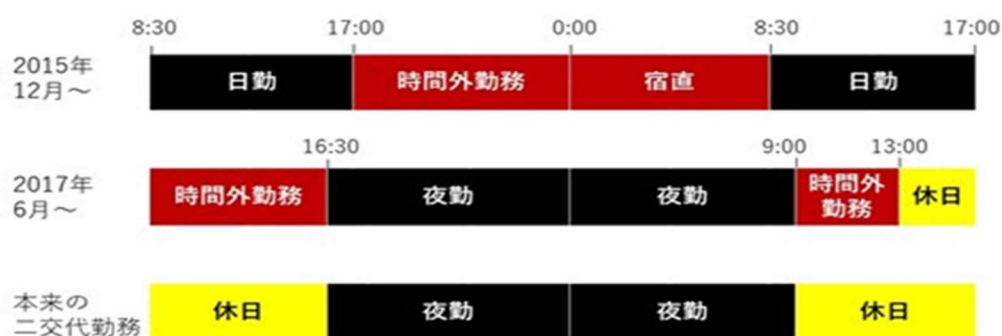 8:30 17:00 0:00 8:30 17:00
2015年
12月～
日勤 時間外勤務 宿直 日勤
16:30 9:00 13:00
2017年
6月～
時間外勤務 夜勤 夜勤 時間外
勤務 休日
本来の
二交代勤務
休日 夜勤 夜勤 休日